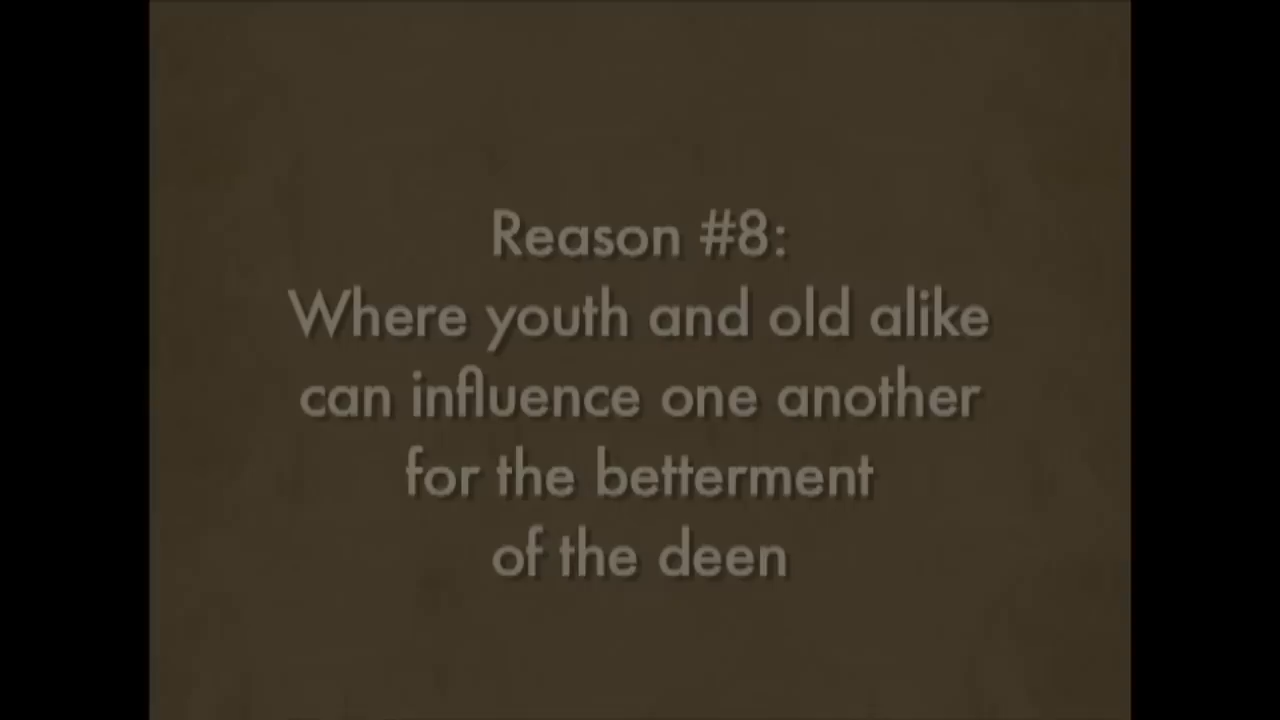 Reason #8:
Where youth and old alike
can influence one another
for the betterment
of the deen